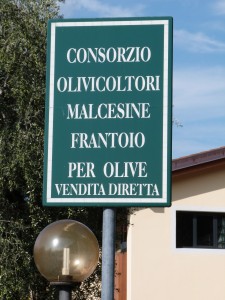 CONSORZIO
OLIVICOLTORI
MALCESINE
FRANTOIO
PER OLIVE
VENDITA DIRETTA